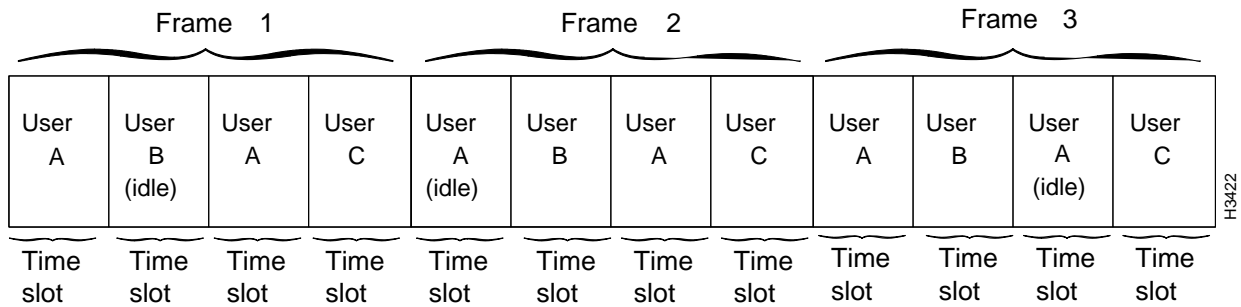 Frame 1 Frame 2 Frame 3
User User User User User User User User User User User User
A B A C A B A C A B A C
(idle) (idle) (idle)
H3422
Time Time Time Time Time Time Time Time Time Time Time Time
slot slot slot slot slot slot slot slot slot slot slot slot